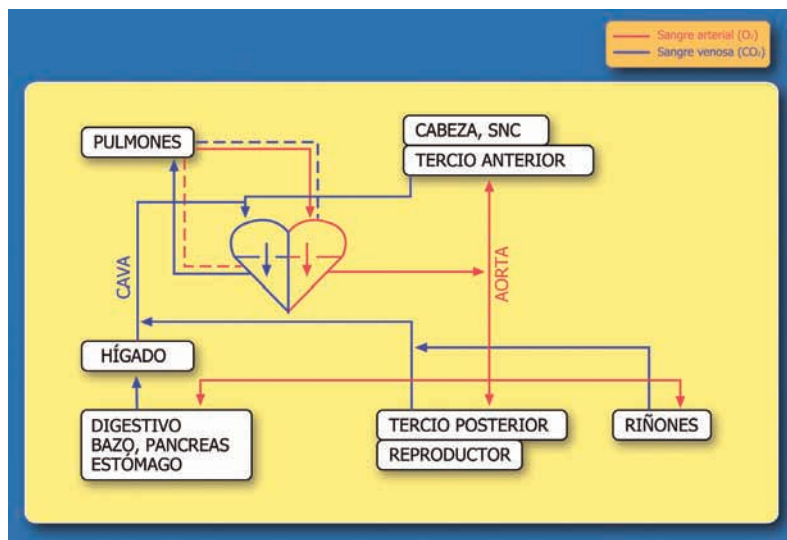 Sangre arterial (O₂)
Sangre venosa (CO₂)
PULMONES
CABEZA, SNC
TERCIO ANTERIOR
CAVA
AORTA
HÍGADO
DIGESTIVO
BAZO, PANCREAS
ESTÓMAGO
TERCIO POSTERIOR
REPRODUCTOR
RIÑONES